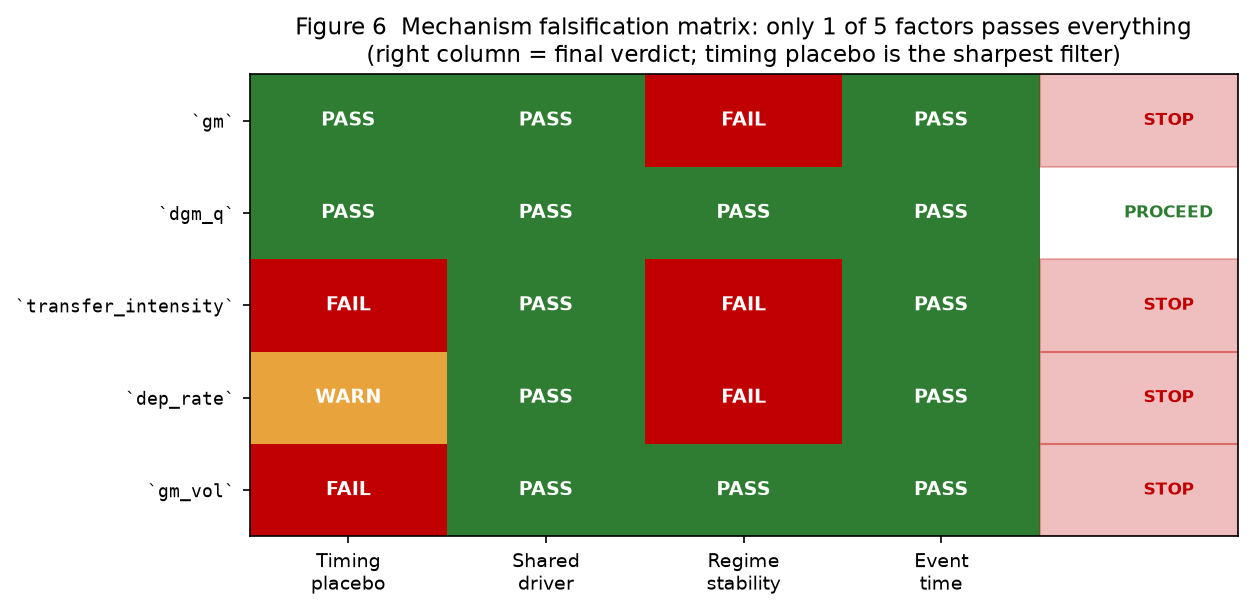 Figure 6  Mechanism falsification matrix: only 1 of 5 factors passes everything
(right column = final verdict; timing placebo is the sharpest filter)
`gm` PASS PASS FAIL PASS STOP
`dgm_q` PASS PASS PASS PASS PROCEED
`transfer_intensity` FAIL PASS FAIL PASS STOP
`dep_rate` WARN PASS FAIL PASS STOP
`gm_vol` FAIL PASS PASS PASS STOP
Timing Shared Regime Event
placebo driver stability time